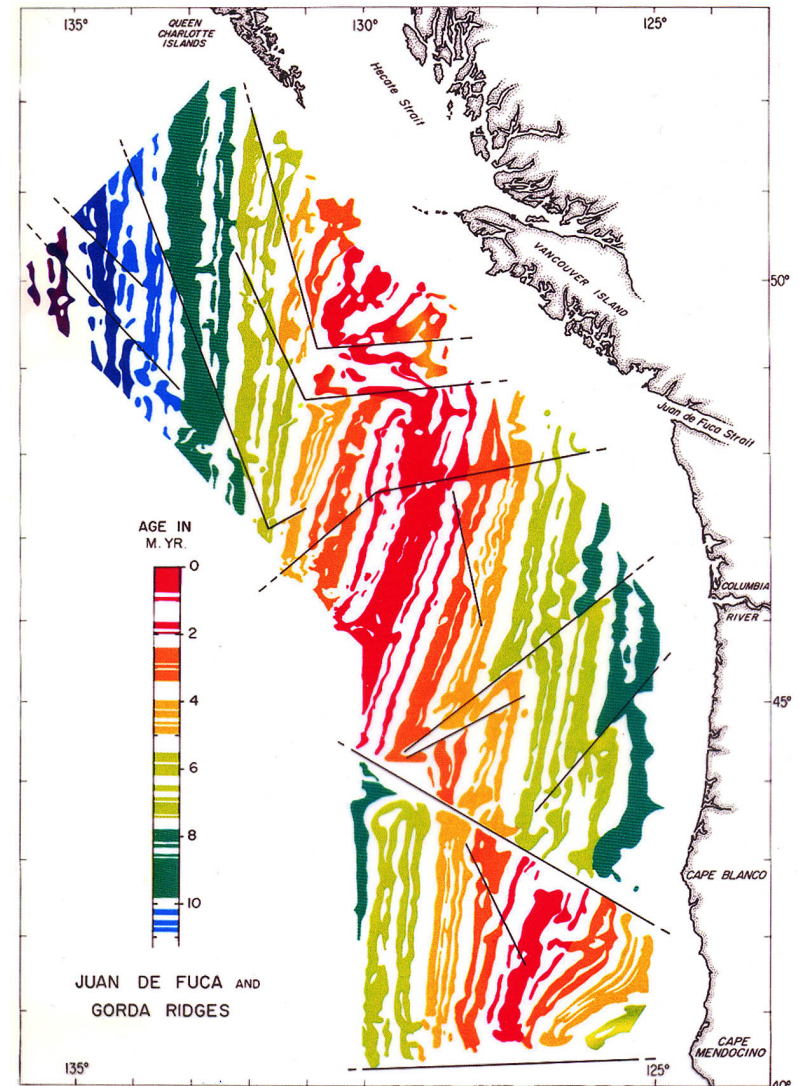 135°
QUEEN
CHARLOTTE
ISLANDS
130°
125°
Hecate Strait
VANCOUVER ISLAND
50°
Juan de Fuca Strait
AGE IN
M. YR.
0
2
4
6
8
10
COLUMBIA
RIVER
45°
CAPE BLANCO
JUAN DE FUCA AND
GORDA RIDGES
CAPE
MENDOCINO
135°
130°
125°
40°